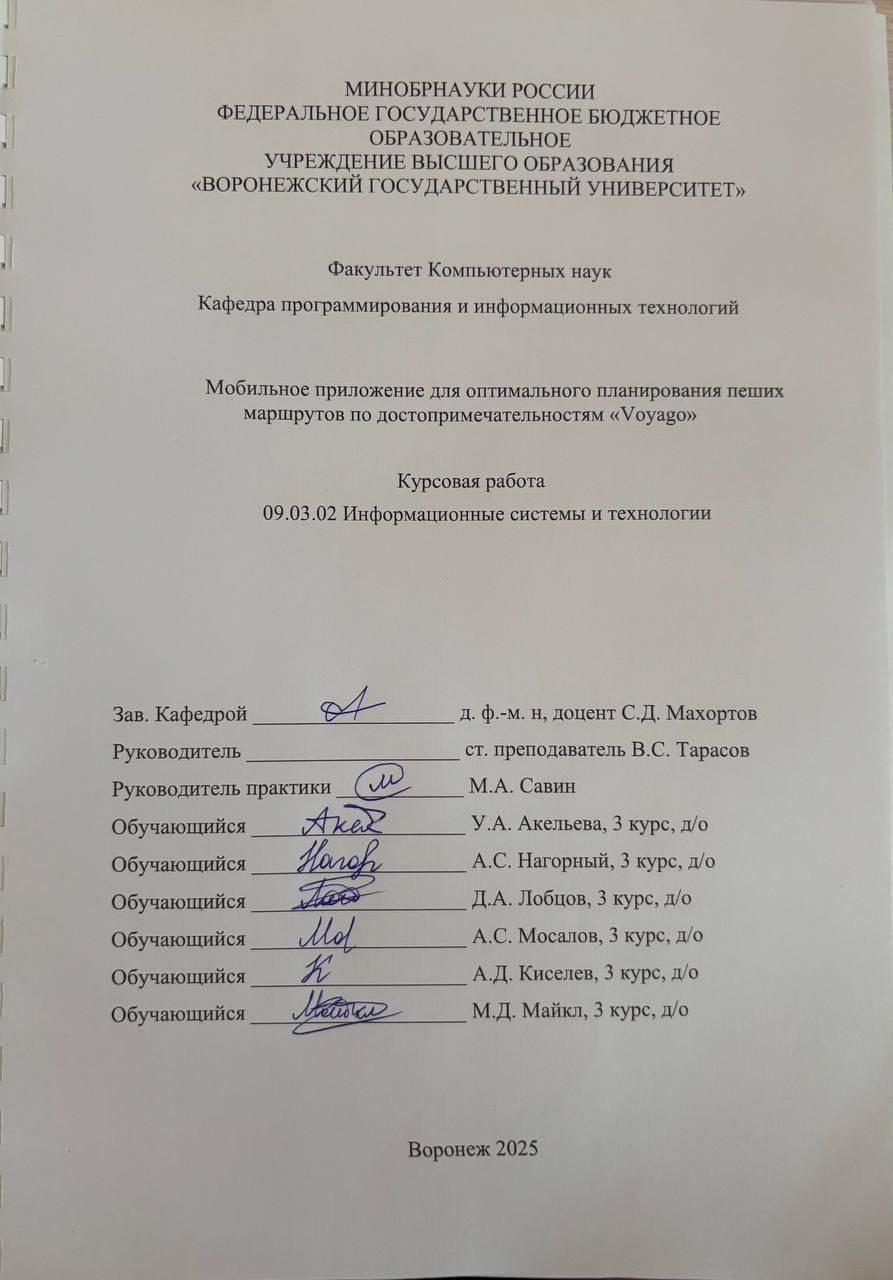 МИНОБРНАУКИ РОССИИ
ФЕДЕРАЛЬНОЕ ГОСУДАРСТВЕННОЕ БЮДЖЕТНОЕ
ОБРАЗОВАТЕЛЬНОЕ
УЧРЕЖДЕНИЕ ВЫСШЕГО ОБРАЗОВАНИЯ
«ВОРОНЕЖСКИЙ ГОСУДАРСТВЕННЫЙ УНИВЕРСИТЕТ»
Факультет Компьютерных наук
Кафедра программирования и информационных технологий
Мобильное приложение для оптимального планирования пеших
маршрутов по достопримечательностям «Voyago»
Курсовая работа
09.03.02 Информационные системы и технологии
Зав. Кафедрой ___________________ д. ф.-м. н, доцент С.Д. Махортов
Руководитель ____________________ ст. преподаватель В.С. Тарасов
Руководитель практики ____________ М.А. Савин
Обучающийся ____________________ У.А. Акельева, 3 курс, д/о
Обучающийся ____________________ А.С. Нагорный, 3 курс, д/о
Обучающийся ____________________ Д.А. Лобцов, 3 курс, д/о
Обучающийся ____________________ А.С. Мосалов, 3 курс, д/о
Обучающийся ____________________ А.Д. Киселев, 3 курс, д/о
Обучающийся ____________________ М.Д. Майкл, 3 курс, д/о
Воронеж 2025